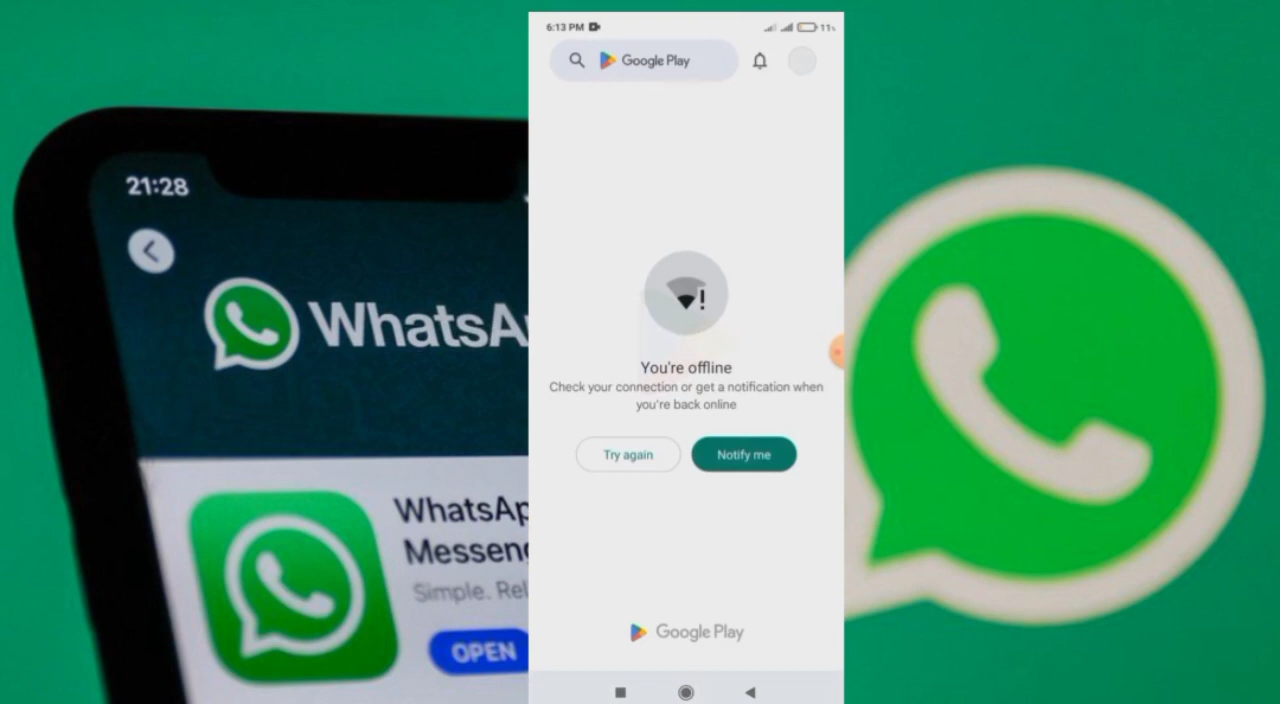 21:28
WhatsA
WhatsAp
Messeng
Simple. Rel
OPEN
6:13 PM
11%
Google Play
You're offline
Check your connection or get a notification when
you're back online
Try again
Notify me
Google Play